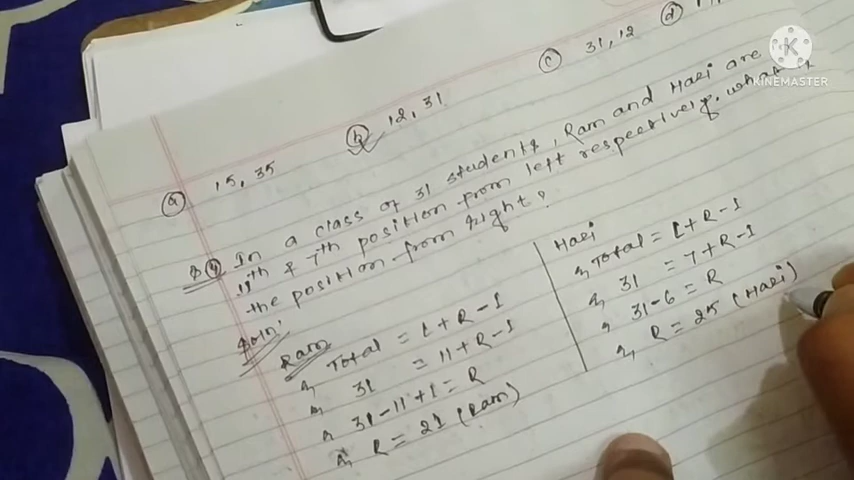 (a) 15, 35 (b) 12, 31 (c) 31, 12 (d)
KINEMASTER
Q(4) In a class of 31 students, Ram and Hari are
11th & 7th position from left respectively. what is
the position from right?
Soln:
Ram
Total = L+R-1
31 = 11+R-1
31-11+1 = R
R = 21 (Ram)
Hari
Total = L+R-1
31 = 7+R-1
31-6 = R
R = 25 (Hari)